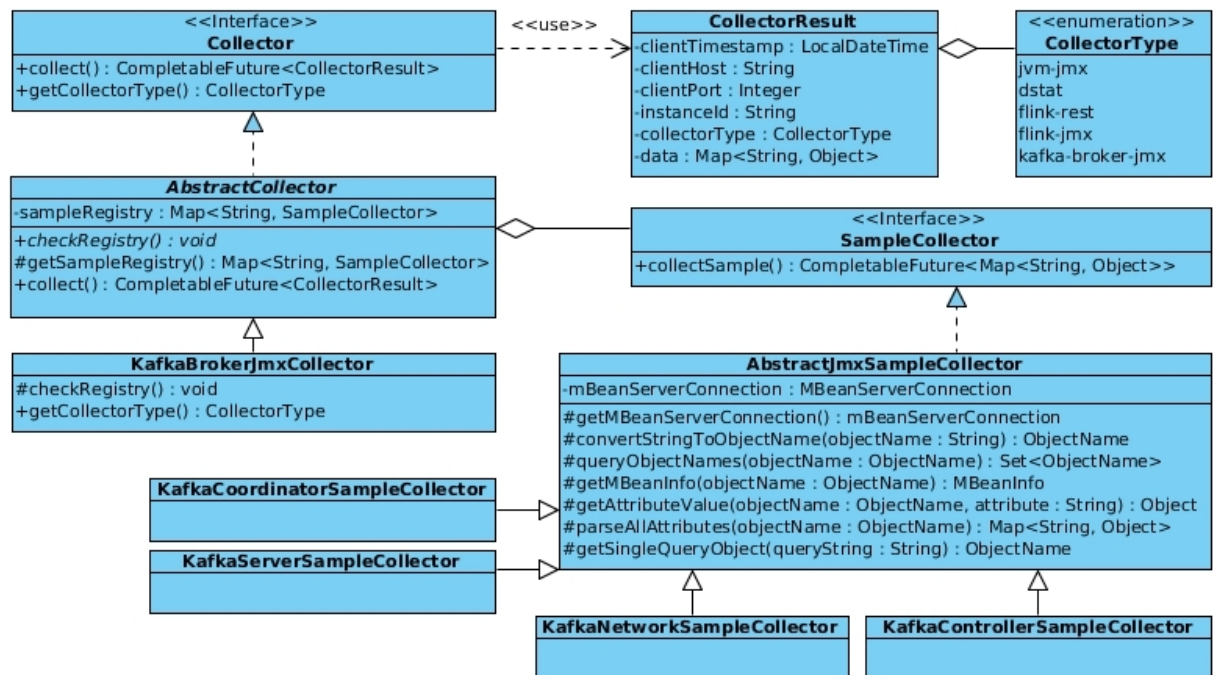 <<Interface>>
Collector
+collect() : CompletableFuture<CollectorResult>
+getCollectorType() : CollectorType
<<use>>
CollectorResult
-clientTimestamp : LocalDateTime
-clientHost : String
-clientPort : Integer
-instanceId : String
-collectorType : CollectorType
-data : Map<String, Object>
<<enumeration>>
CollectorType
jvm-jmx
dstat
flink-rest
flink-jmx
kafka-broker-jmx
AbstractCollector
-sampleRegistry : Map<String, SampleCollector>
+checkRegistry() : void
#getSampleRegistry() : Map<String, SampleCollector>
+collect() : CompletableFuture<CollectorResult>
<<Interface>>
SampleCollector
+collectSample() : CompletableFuture<Map<String, Object>>
KafkaBrokerJmxCollector
#checkRegistry() : void
+getCollectorType() : CollectorType
AbstractJmxSampleCollector
-mBeanServerConnection : MBeanServerConnection
#getMBeanServerConnection() : mBeanServerConnection
#convertStringToObjectName(objectName : String) : ObjectName
#queryObjectNames(objectName : ObjectName) : Set<ObjectName>
#getMBeanInfo(objectName : ObjectName) : MBeanInfo
#getAttributeValue(objectName : ObjectName, attribute : String) : Object
#parseAllAttributes(objectName : ObjectName) : Map<String, Object>
#getSingleQueryObject(queryString : String) : ObjectName
KafkaCoordinatorSampleCollector
KafkaServerSampleCollector
KafkaNetworkSampleCollector
KafkaControllerSampleCollector